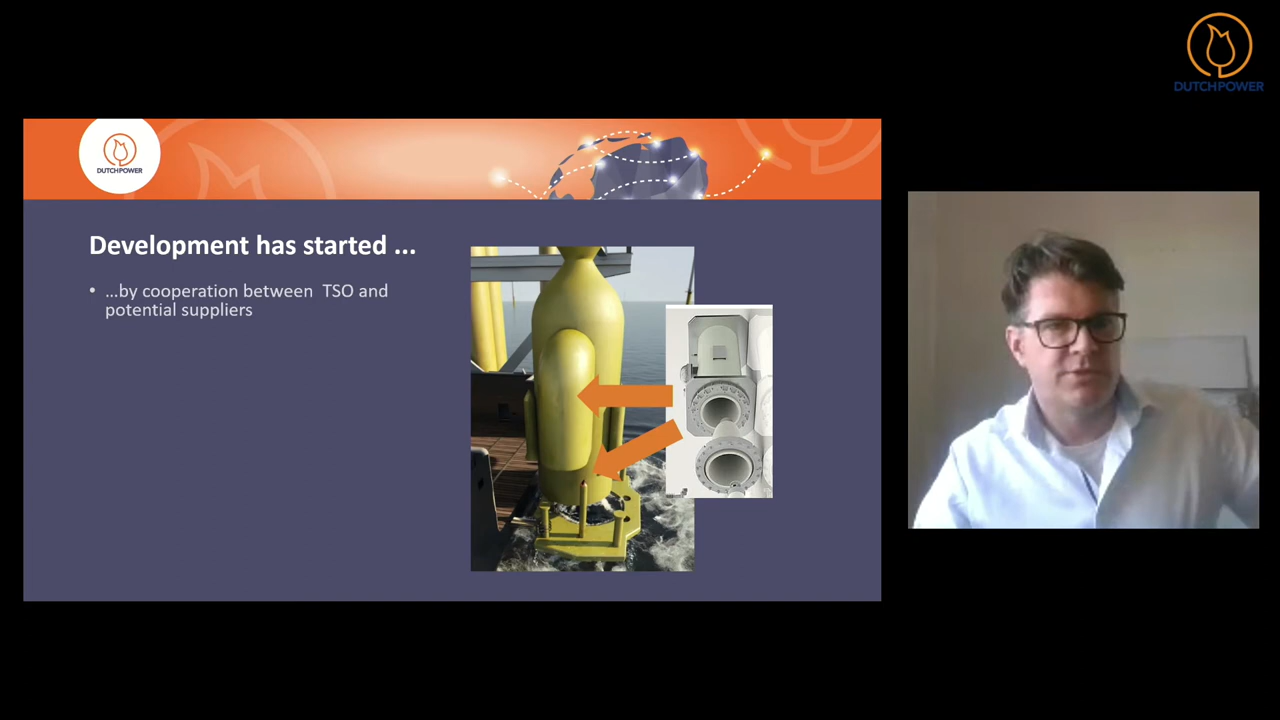 DUTCHPOWER
DUTCHPOWER
Development has started ...
• ...by cooperation between TSO and
potential suppliers